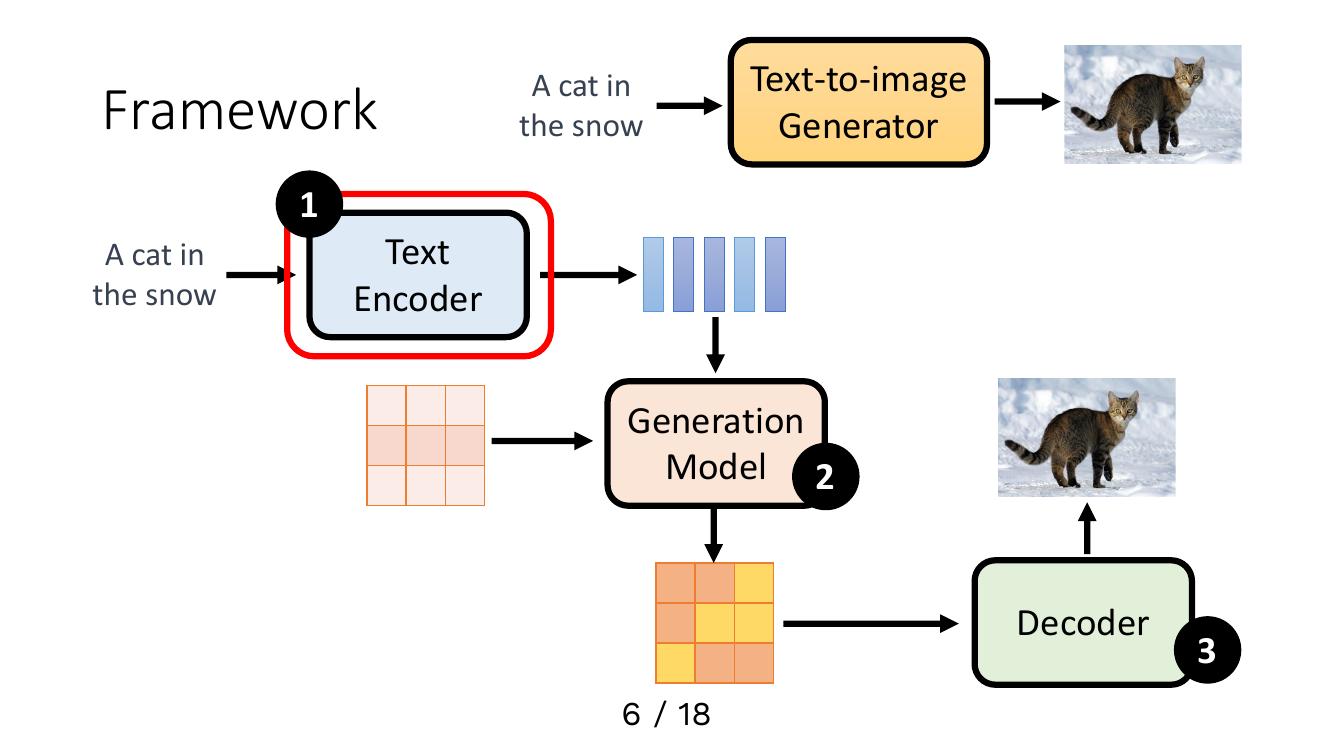 Framework
A cat in
the snow
Text-to-image
Generator
1
A cat in
the snow
Text
Encoder
Generation
Model
2
Decoder
3
6 / 18